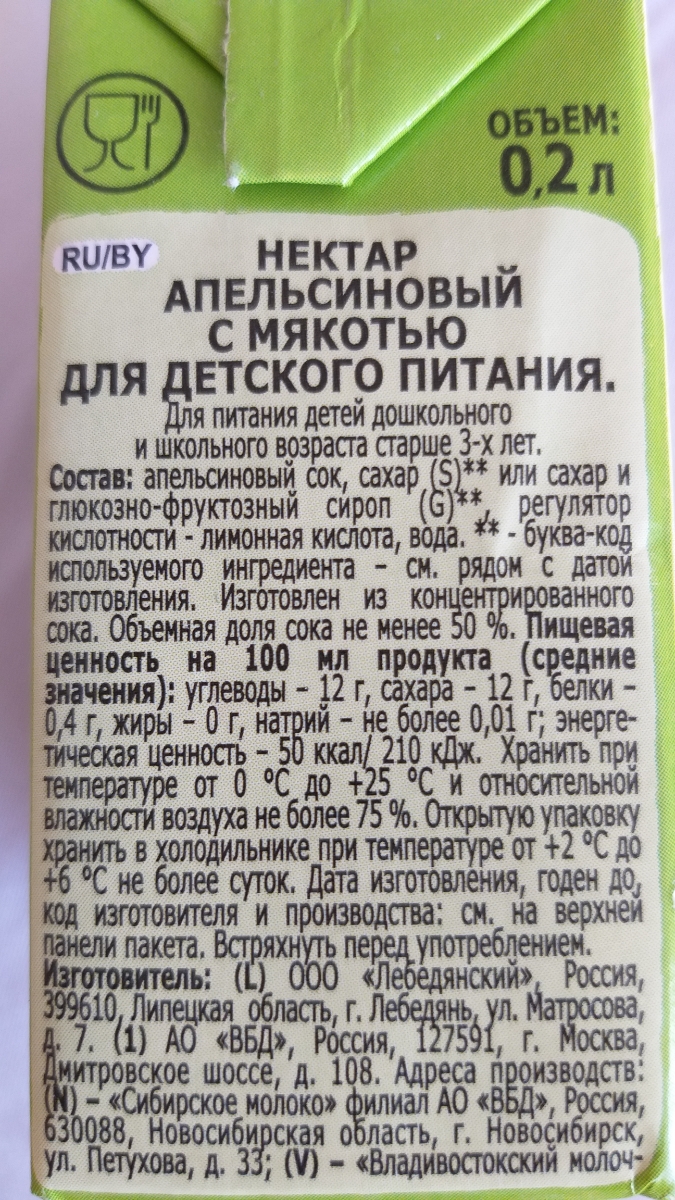 ОБЪЕМ:
0,2 л
RU/BY
НЕКТАР
АПЕЛЬСИНОВЫЙ
С МЯКОТЬЮ
ДЛЯ ДЕТСКОГО ПИТАНИЯ.
Для питания детей дошкольного
и школьного возраста старше 3-х лет.
Состав: апельсиновый сок, сахар (S)** или сахар и
глюкозно-фруктозный сироп (G)**, регулятор
кислотности - лимонная кислота, вода. ** - буква-код
используемого ингредиента – см. рядом с датой
изготовления. Изготовлен из концентрированного
сока. Объемная доля сока не менее 50 %. Пищевая
ценность на 100 мл продукта (средние
значения): углеводы – 12 г, сахара – 12 г, белки –
0,4 г, жиры – 0 г, натрий – не более 0,01 г; энерге-
тическая ценность – 50 ккал/ 210 кДж. Хранить при
температуре от 0 °С до +25 °С и относительной
влажности воздуха не более 75 %. Открытую упаковку
хранить в холодильнике при температуре от +2 °С до
+6 °С не более суток. Дата изготовления, годен до,
код изготовителя и производства: см. на верхней
панели пакета. Встряхнуть перед употреблением.
Изготовитель: (L) ООО «Лебедянский», Россия,
399610, Липецкая область, г. Лебедянь, ул. Матросова,
д. 7. (1) АО «ВБД», Россия, 127591, г. Москва,
Дмитровское шоссе, д. 108. Адреса производств:
(N) – «Сибирское молоко» филиал АО «ВБД», Россия,
630088, Новосибирская область, г. Новосибирск,
ул. Петухова, д. 33; (V) – «Владивостокский молоч-